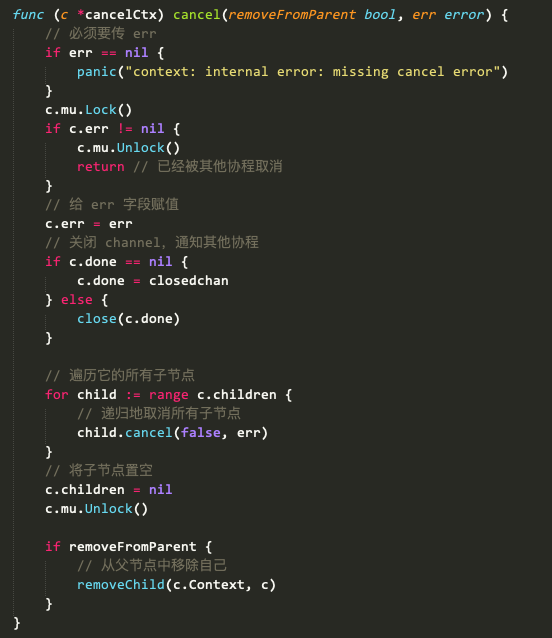 func (c *cancelCtx) cancel(removeFromParent bool, err error) {
    // 必须要传 err
    if err == nil {
        panic("context: internal error: missing cancel error")
    }
    c.mu.Lock()
    if c.err != nil {
        c.mu.Unlock()
        return // 已经被其他协程取消
    }
    // 给 err 字段赋值
    c.err = err
    // 关闭 channel，通知其他协程
    if c.done == nil {
        c.done = closedchan
    } else {
        close(c.done)
    }

    // 遍历它的所有子节点
    for child := range c.children {
        // 递归地取消所有子节点
        child.cancel(false, err)
    }
    // 将子节点置空
    c.children = nil
    c.mu.Unlock()

    if removeFromParent {
        // 从父节点中移除自己
        removeChild(c.Context, c)
    }
}